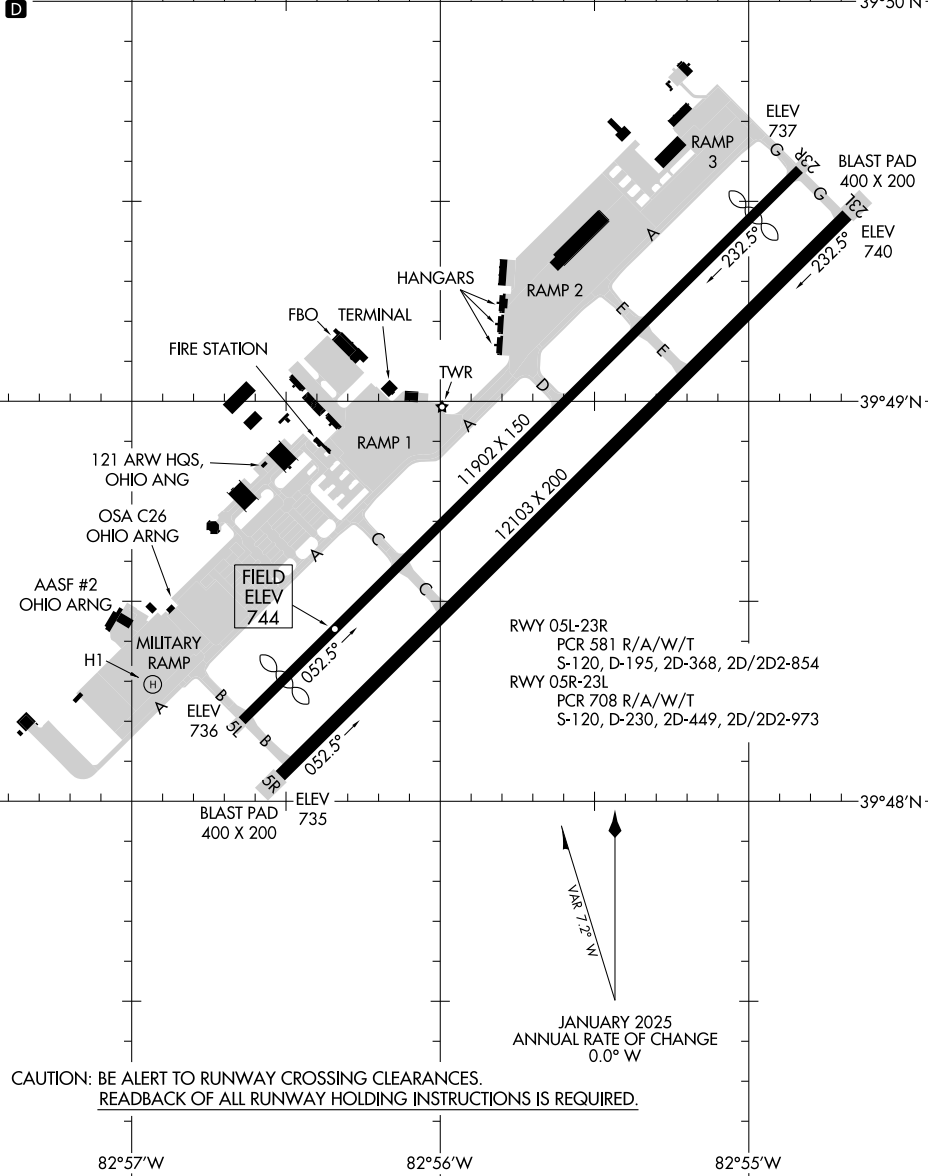 D
39°50'N
ELEV
737
G
23R
BLAST PAD
400 X 200
RAMP
3
G
23L
ELEV
740
A
232.5°
232.5°
HANGARS
RAMP 2
FBO
TERMINAL
E
FIRE STATION
E
TWR
D
39°49'N
A
RAMP 1
11902 X 150
121 ARW HQS,
OHIO ANG
12103 X 200
OSA C26
OHIO ARNG
C
A
FIELD
ELEV
744
AASF #2
OHIO ARNG
C
RWY 05L-23R
PCR 581 R/A/W/T
S-120, D-195, 2D-368, 2D/2D2-854
RWY 05R-23L
PCR 708 R/A/W/T
S-120, D-230, 2D-449, 2D/2D2-973
MILITARY
RAMP
H1
H
052.5°
A
B
ELEV
736
5L
B
052.5°
5R
ELEV
735
BLAST PAD
400 X 200
39°48'N
VAR 7.2° W
JANUARY 2025
ANNUAL RATE OF CHANGE
0.0° W
CAUTION: BE ALERT TO RUNWAY CROSSING CLEARANCES.
READBACK OF ALL RUNWAY HOLDING INSTRUCTIONS IS REQUIRED.
82°57'W
82°56'W
82°55'W